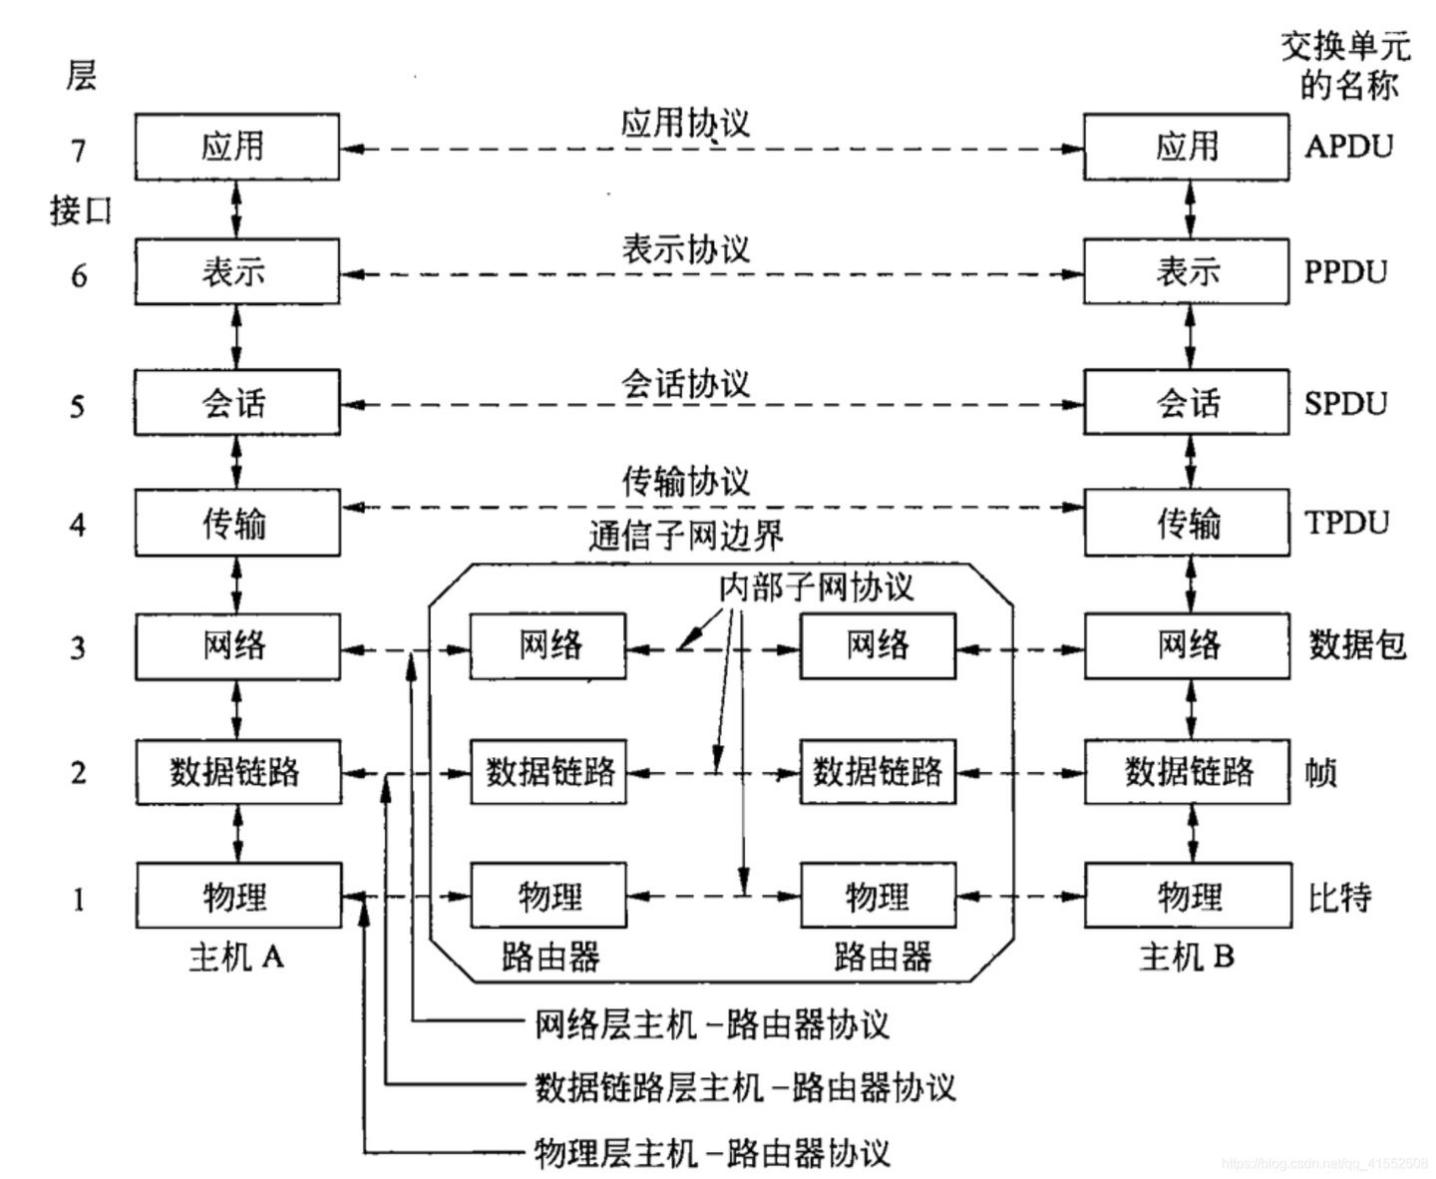 层
交换单元
的名称
7
应用
应用协议
应用
APDU
接口
6
表示
表示协议
表示
PPDU
5
会话
会话协议
会话
SPDU
4
传输
传输协议
传输
TPDU
通信子网边界
内部子网协议
3
网络
网络
网络
网络
数据包
2
数据链路
数据链路
数据链路
数据链路
帧
1
物理
物理
物理
物理
比特
主机 A
路由器
路由器
主机 B
网络层主机－路由器协议
数据链路层主机－路由器协议
物理层主机－路由器协议
https://blog.csdn.net/qq_41552508